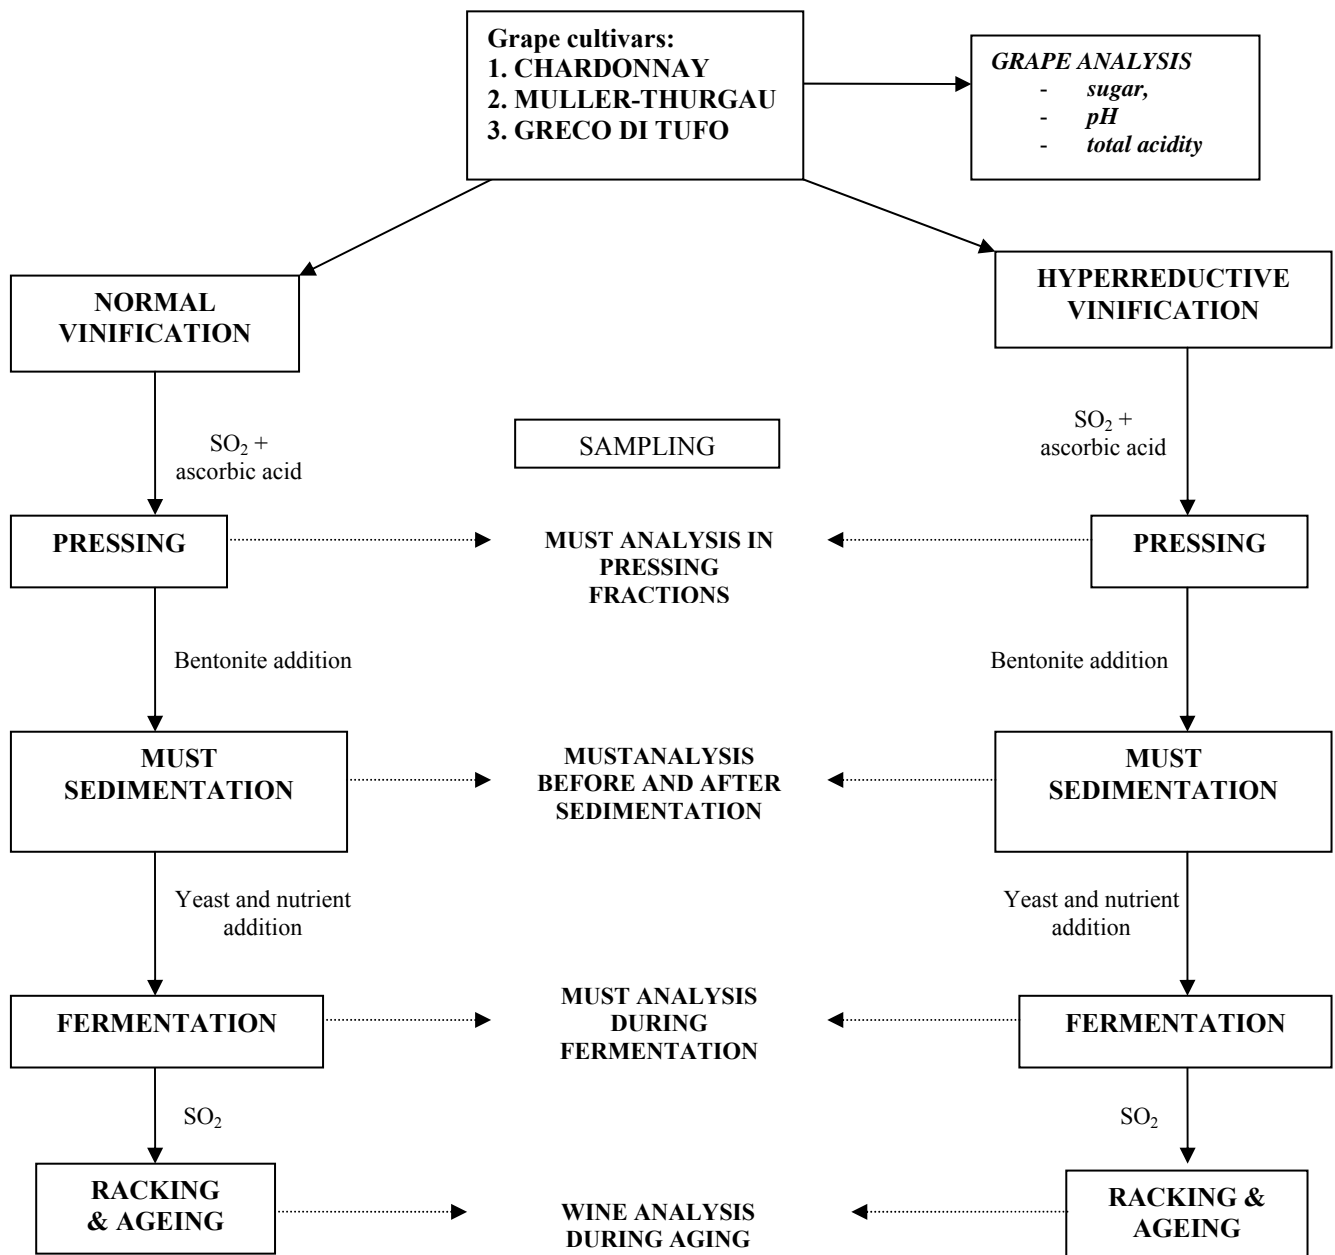 Grape cultivars:
1. CHARDONNAY
2. MULLER-THURGAU
3. GRECO DI TUFO
GRAPE ANALYSIS
- sugar,
- pH
- total acidity
NORMAL
VINIFICATION
HYPERREDUCTIVE
VINIFICATION
SO₂ +
ascorbic acid
SAMPLING
SO₂ +
ascorbic acid
PRESSING
MUST ANALYSIS IN
PRESSING
FRACTIONS
PRESSING
Bentonite addition
Bentonite addition
MUST
SEDIMENTATION
MUSTANALYSIS
BEFORE AND AFTER
SEDIMENTATION
MUST
SEDIMENTATION
Yeast and nutrient
addition
Yeast and nutrient
addition
FERMENTATION
MUST ANALYSIS
DURING
FERMENTATION
FERMENTATION
SO₂
SO₂
RACKING
& AGEING
WINE ANALYSIS
DURING AGING
RACKING &
AGEING